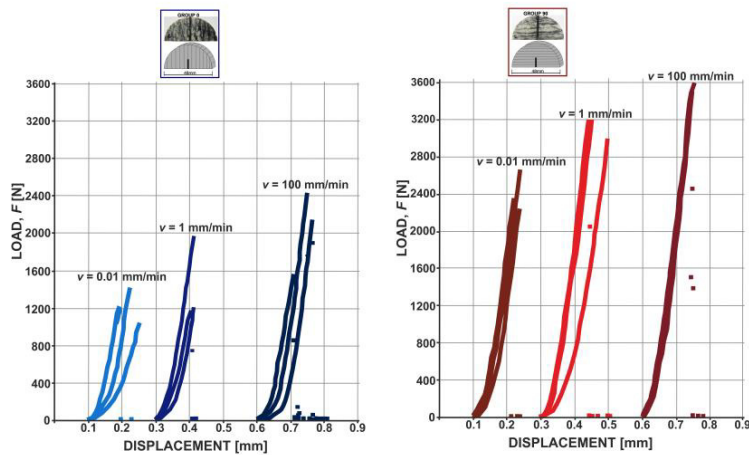 GROUP 0
GROUP 90
3600
3200
2800
2400
2000
1600
1200
800
400
0
LOAD, F [N]
v = 0.01 mm/min
v = 1 mm/min
v = 100 mm/min
0.1 0.2 0.3 0.4 0.5 0.6 0.7 0.8 0.9
DISPLACEMENT [mm]
3600
3200
2800
2400
2000
1600
1200
800
400
0
LOAD, F [N]
v = 0.01 mm/min
v = 1 mm/min
v = 100 mm/min
0.1 0.2 0.3 0.4 0.5 0.6 0.7 0.8 0.9
DISPLACEMENT [mm]